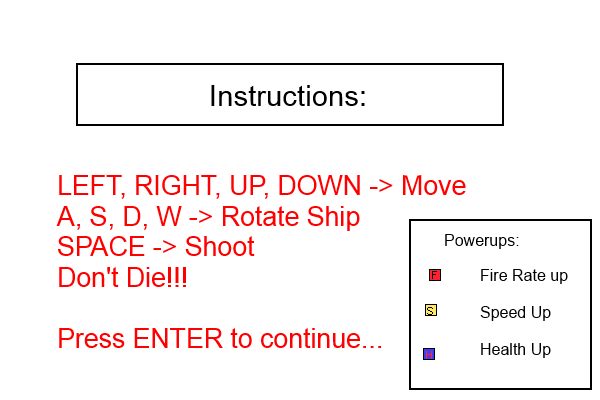 Instructions:
LEFT, RIGHT, UP, DOWN -> Move
A, S, D, W -> Rotate Ship
SPACE -> Shoot
Don't Die!!!
Press ENTER to continue...
Powerups:
F Fire Rate up
S Speed Up
H Health Up